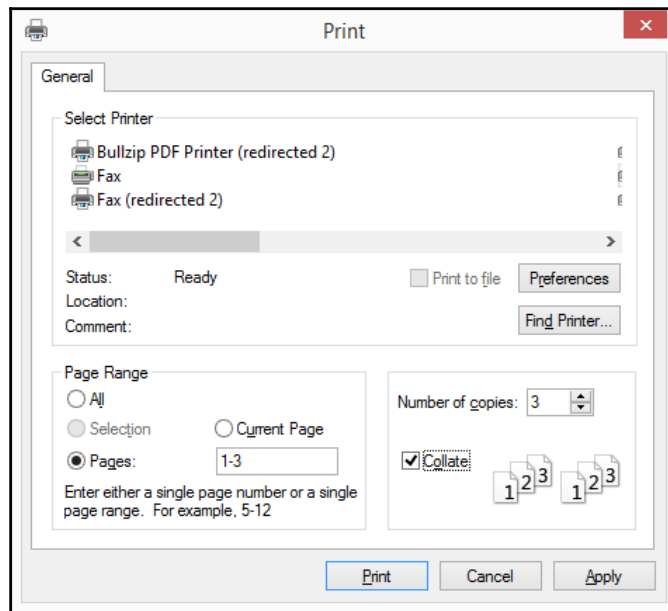 Print
General
Select Printer
Bullzip PDF Printer (redirected 2)
Fax
Fax (redirected 2)
Status: Ready Print to file Preferences
Location:
Comment: Find Printer...
Page Range
All
Selection Current Page
Pages: 1-3
Enter either a single page number or a single
page range. For example, 5-12
Number of copies: 3
Collate
1 2 3 1 2 3
Print Cancel Apply